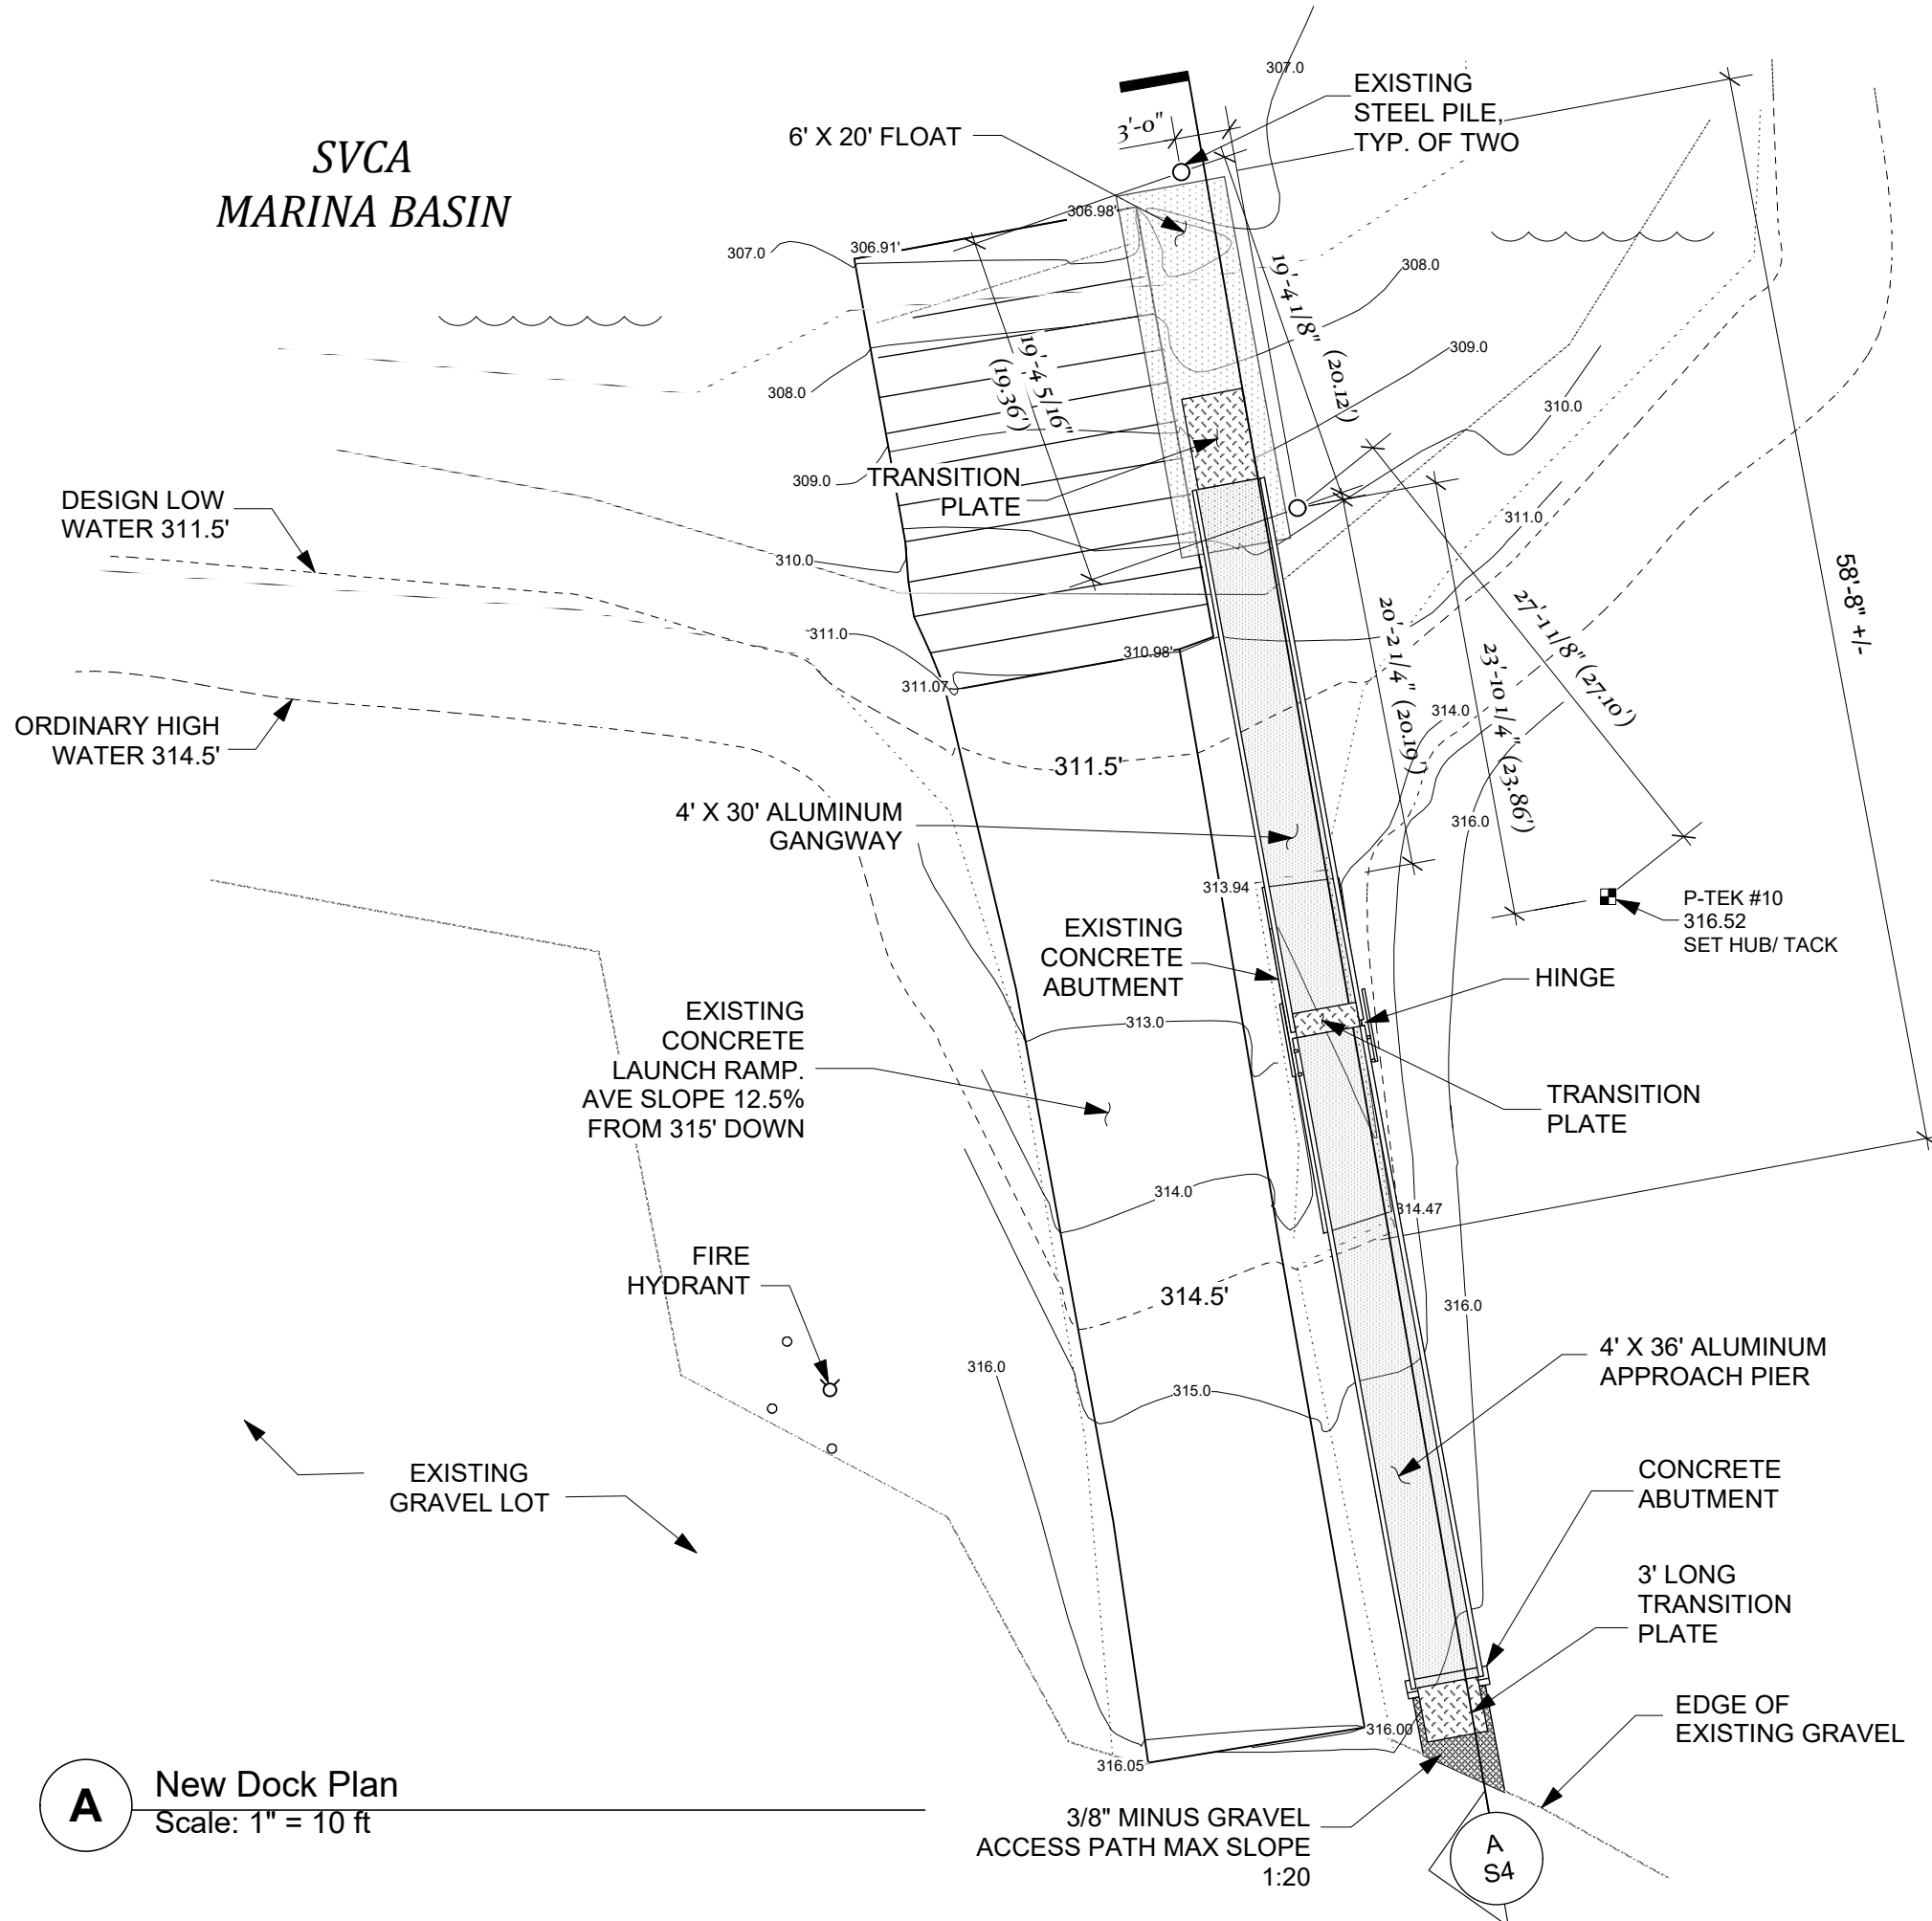 307.0
EXISTING
STEEL PILE,
TYP. OF TWO
3'-0"
6' X 20' FLOAT
SVCA
MARINA BASIN
306.98'
306.91'
307.0
308.0
19'-4 1/8" (20.12')
19'-4 5/16"
(19.36')
309.0
308.0
310.0
309.0
TRANSITION
PLATE
DESIGN LOW
WATER 311.5'
311.0
310.0
58'-8" +/-
27'-1 1/8" (27.10')
20'-2 1/4" (20.19')
23'-10 1/4" (23.86')
311.0
310.98'
311.07
314.0
ORDINARY HIGH
WATER 314.5'
311.5'
316.0
4' X 30' ALUMINUM
GANGWAY
313.94
P-TEK #10
316.52
SET HUB/ TACK
EXISTING
CONCRETE
ABUTMENT
HINGE
EXISTING
CONCRETE
LAUNCH RAMP.
AVE SLOPE 12.5%
FROM 315' DOWN
313.0
TRANSITION
PLATE
314.0
314.47
FIRE
HYDRANT
314.5'
316.0
4' X 36' ALUMINUM
APPROACH PIER
316.0
315.0
EXISTING
GRAVEL LOT
CONCRETE
ABUTMENT
3' LONG
TRANSITION
PLATE
EDGE OF
EXISTING GRAVEL
316.00
316.05
A
New Dock Plan
Scale: 1" = 10 ft
3/8" MINUS GRAVEL
ACCESS PATH MAX SLOPE
1:20
A
S4